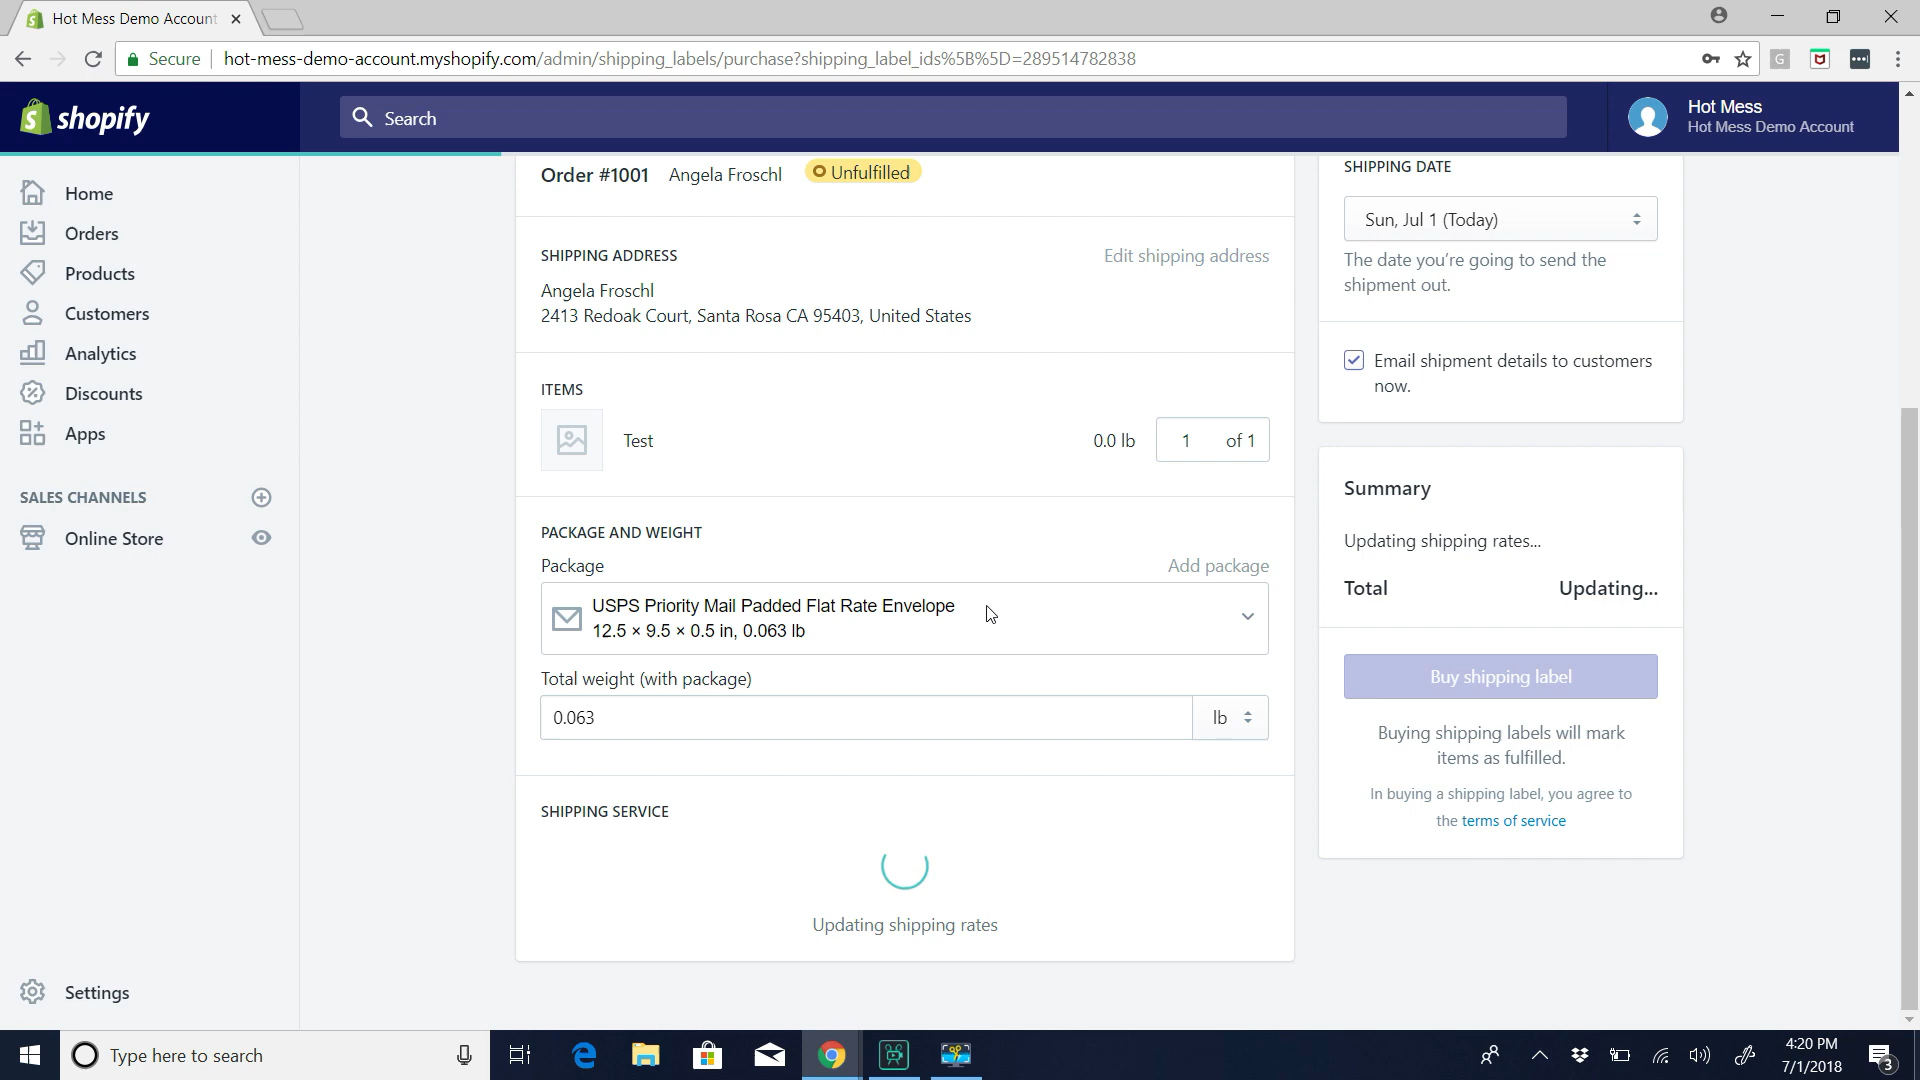 Hot Mess Demo Account
Secure
hot-mess-demo-account.myshopify.com/admin/shipping_labels/purchase?shipping_label_ids%5B%5D=289514782838
G
shopify
Search
Hot Mess
Hot Mess Demo Account
Home
Orders
Products
Customers
Analytics
Discounts
Apps
SALES CHANNELS
Online Store
Settings
Order #1001 Angela Froschl Unfulfilled
SHIPPING ADDRESS Edit shipping address
Angela Froschl
2413 Redoak Court, Santa Rosa CA 95403, United States
ITEMS
Test 0.0 lb 1 of 1
PACKAGE AND WEIGHT
Package Add package
USPS Priority Mail Padded Flat Rate Envelope
12.5 × 9.5 × 0.5 in, 0.063 lb
Total weight (with package)
0.063 lb
SHIPPING SERVICE
Updating shipping rates
SHIPPING DATE
Sun, Jul 1 (Today)
The date you're going to send the
shipment out.
Email shipment details to customers
now.
Summary
Updating shipping rates...
Total Updating...
Buy shipping label
Buying shipping labels will mark
items as fulfilled.
In buying a shipping label, you agree to
the terms of service
Type here to search
4:20 PM
7/1/2018
3